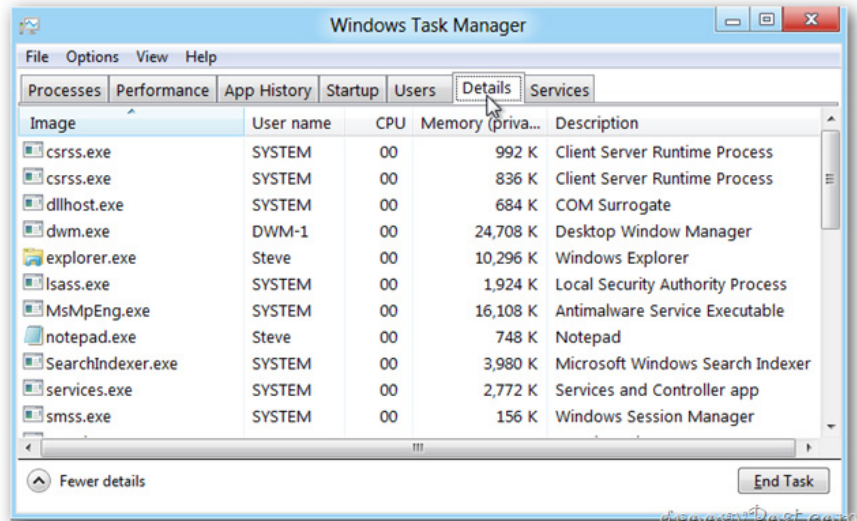 Windows Task Manager
File Options View Help
Processes Performance App History Startup Users Details Services
Image User name CPU Memory (priva... Description
csrss.exe SYSTEM 00 992 K Client Server Runtime Process
csrss.exe SYSTEM 00 836 K Client Server Runtime Process
dllhost.exe SYSTEM 00 684 K COM Surrogate
dwm.exe DWM-1 00 24,708 K Desktop Window Manager
explorer.exe Steve 00 10,296 K Windows Explorer
lsass.exe SYSTEM 00 1,924 K Local Security Authority Process
MsMpEng.exe SYSTEM 00 16,108 K Antimalware Service Executable
notepad.exe Steve 00 748 K Notepad
SearchIndexer.exe SYSTEM 00 3,980 K Microsoft Windows Search Indexer
services.exe SYSTEM 00 2,772 K Services and Controller app
smss.exe SYSTEM 00 156 K Windows Session Manager
Fewer details End Task